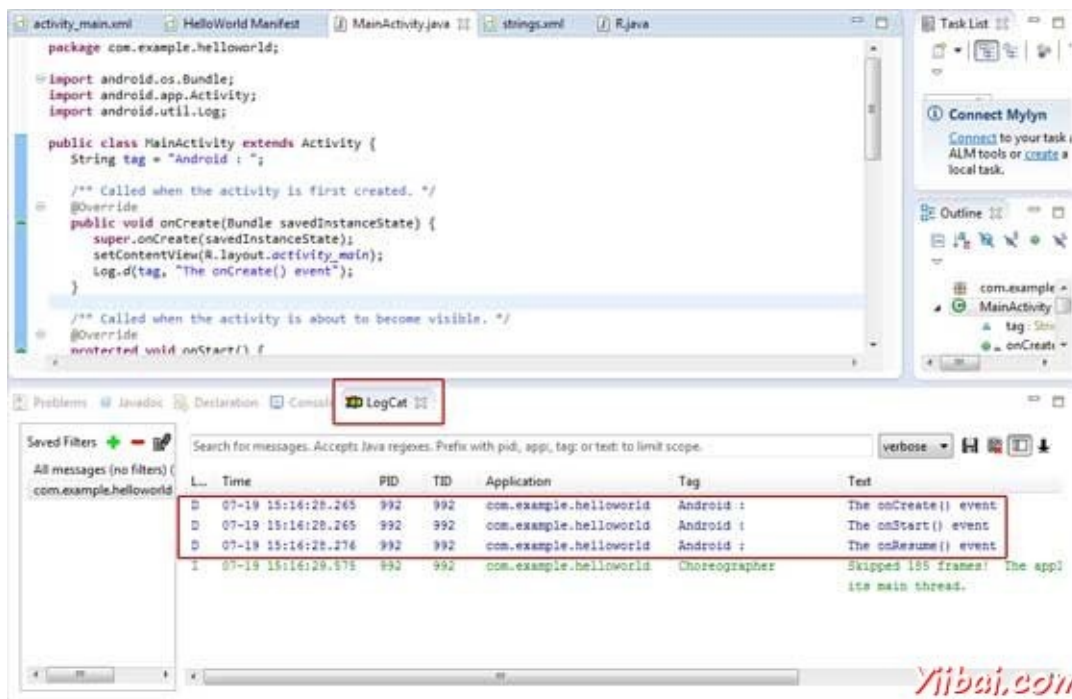 activity_main.xml HelloWorld Manifest MainActivity.java strings.xml R.java
Task List
package com.example.helloworld;
import android.os.Bundle;
import android.app.Activity;
import android.util.Log;
public class MainActivity extends Activity {
String tag = "Android : ";
/** Called when the activity is first created. */
@Override
public void onCreate(Bundle savedInstanceState) {
super.onCreate(savedInstanceState);
setContentView(R.layout.activity_main);
Log.d(tag, "The onCreate() event");
}
/** Called when the activity is about to become visible. */
@Override
protected void onStart() {
Connect Mylyn
Connect to your task
ALM tools or create a
local task.
Outline
com.example
MainActivity
tag : Stri
onCreate
Problems Javadoc Declaration Console LogCat
Saved Filters
All messages (no filters) (
com.example.helloworld
Search for messages. Accepts Java regexes. Prefix with pid:, app:, tag: or text: to limit scope.
verbose
L... Time PID TID Application Tag Text
D 07-19 15:16:28.265 992 992 com.example.helloworld Android : The onCreate() event
D 07-19 15:16:28.265 992 992 com.example.helloworld Android : The onStart() event
D 07-19 15:16:28.276 992 992 com.example.helloworld Android : The onResume() event
I 07-19 15:16:29.575 992 992 com.example.helloworld Choreographer Skipped 185 frames! The appl
its main thread.
Yiibai.com